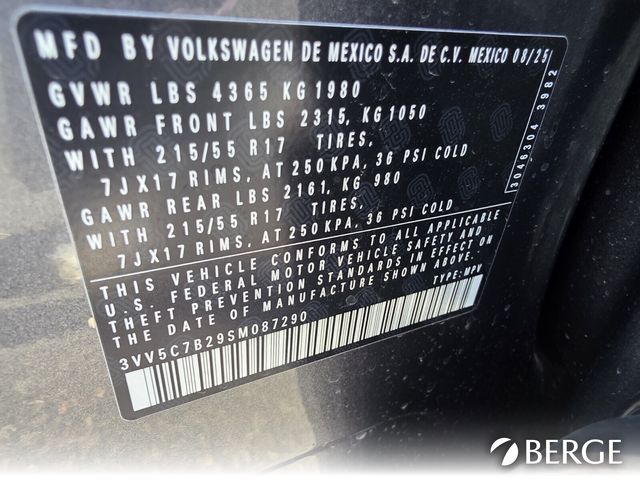 MFD BY VOLKSWAGEN DE MEXICO S.A. DE C.V. MEXICO 08/25
GVWR LBS 4365 KG 1980
GAWR FRONT LBS 2315, KG 1050
WITH 215/55 R17 TIRES,
7JX17 RIMS, AT 250 KPA, 36 PSI COLD
GAWR REAR LBS 2161, KG 980
WITH 215/55 R17 TIRES,
7JX17 RIMS, AT 250 KPA, 36 PSI COLD
THIS VEHICLE CONFORMS TO ALL APPLICABLE
U.S. FEDERAL MOTOR VEHICLE SAFETY AND
THEFT PREVENTION STANDARDS IN EFFECT ON
THE DATE OF MANUFACTURE SHOWN ABOVE.
TYPE: MPV
3VV5C7B29SM087290
3046304 3982
BERGE